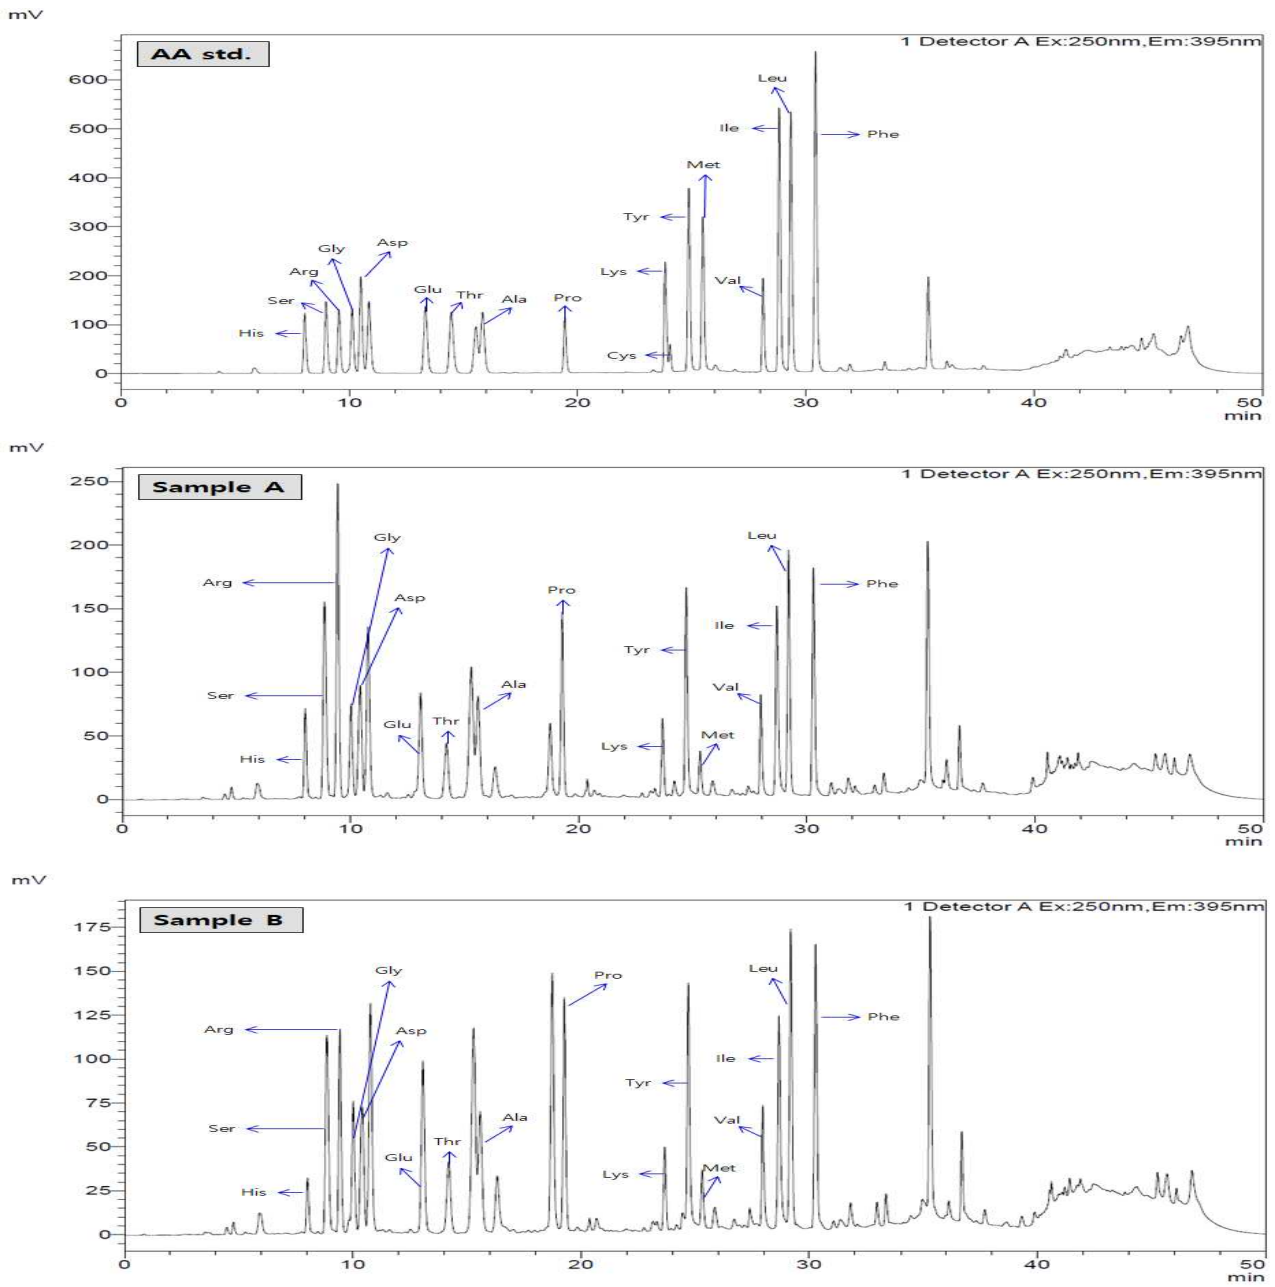 mV
AA std.
1 Detector A Ex:250nm,Em:395nm
600
500
400
300
200
100
0
His
Ser
Arg
Gly
Asp
Glu
Thr
Ala
Pro
Lys
Cys
Tyr
Met
Val
Ile
Leu
Phe
0 10 20 30 40 50
min
mV
Sample A
1 Detector A Ex:250nm,Em:395nm
250
200
150
100
50
0
His
Ser
Arg
Gly
Asp
Glu
Thr
Ala
Pro
Lys
Tyr
Met
Val
Ile
Leu
Phe
0 10 20 30 40 50
min
mV
Sample B
1 Detector A Ex:250nm,Em:395nm
175
150
125
100
75
50
25
0
His
Ser
Arg
Gly
Asp
Glu
Thr
Ala
Pro
Lys
Tyr
Met
Val
Ile
Leu
Phe
0 10 20 30 40 50
min